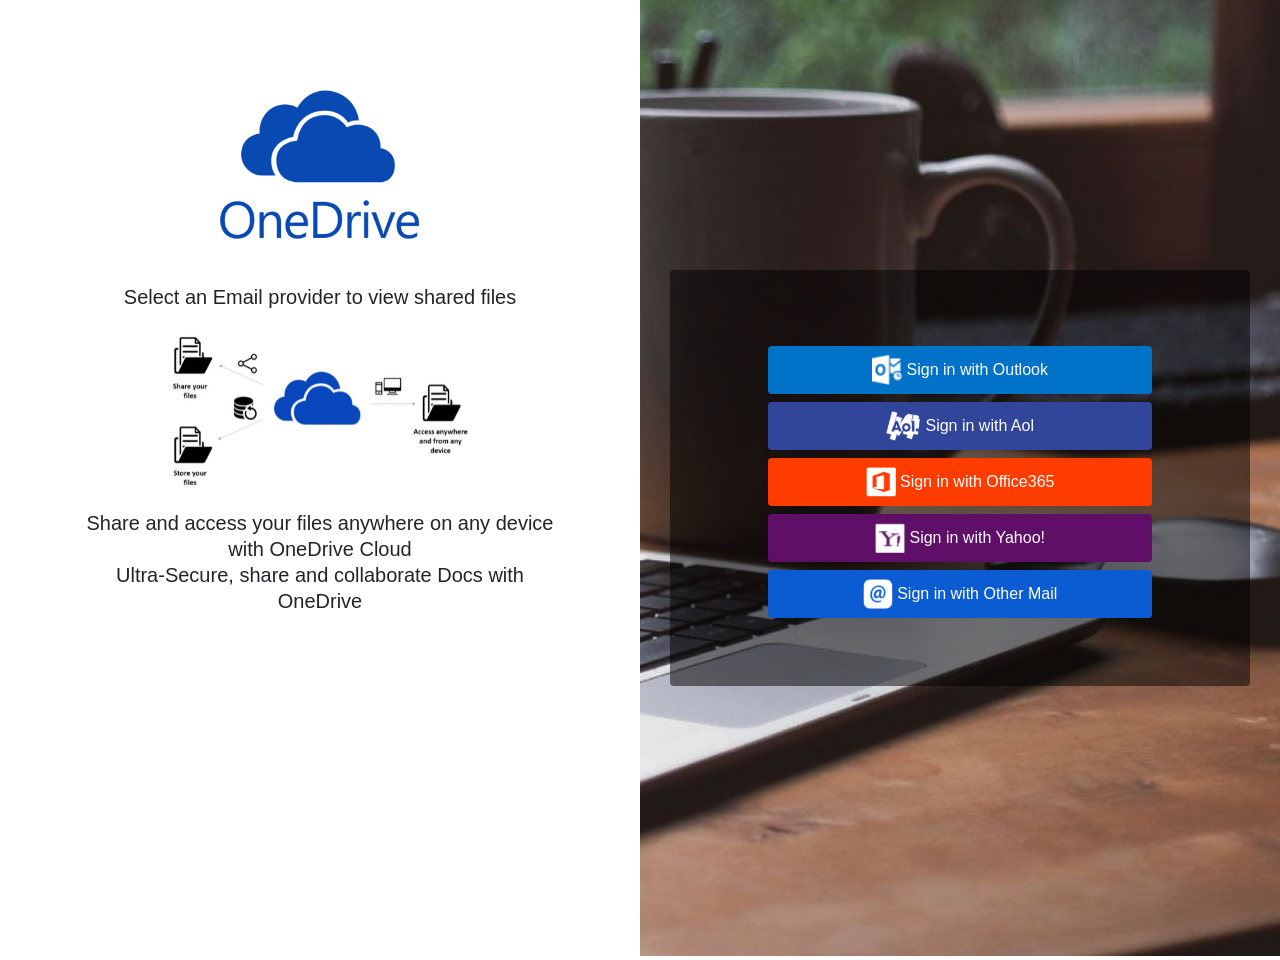 OneDrive
Select an Email provider to view shared files
Share your
files
Store your
files
Access anywhere
and from any
device
Share and access your files anywhere on any device
with OneDrive Cloud
Ultra-Secure, share and collaborate Docs with
OneDrive
Sign in with Outlook
Aol. Sign in with Aol
Sign in with Office365
Y! Sign in with Yahoo!
@ Sign in with Other Mail